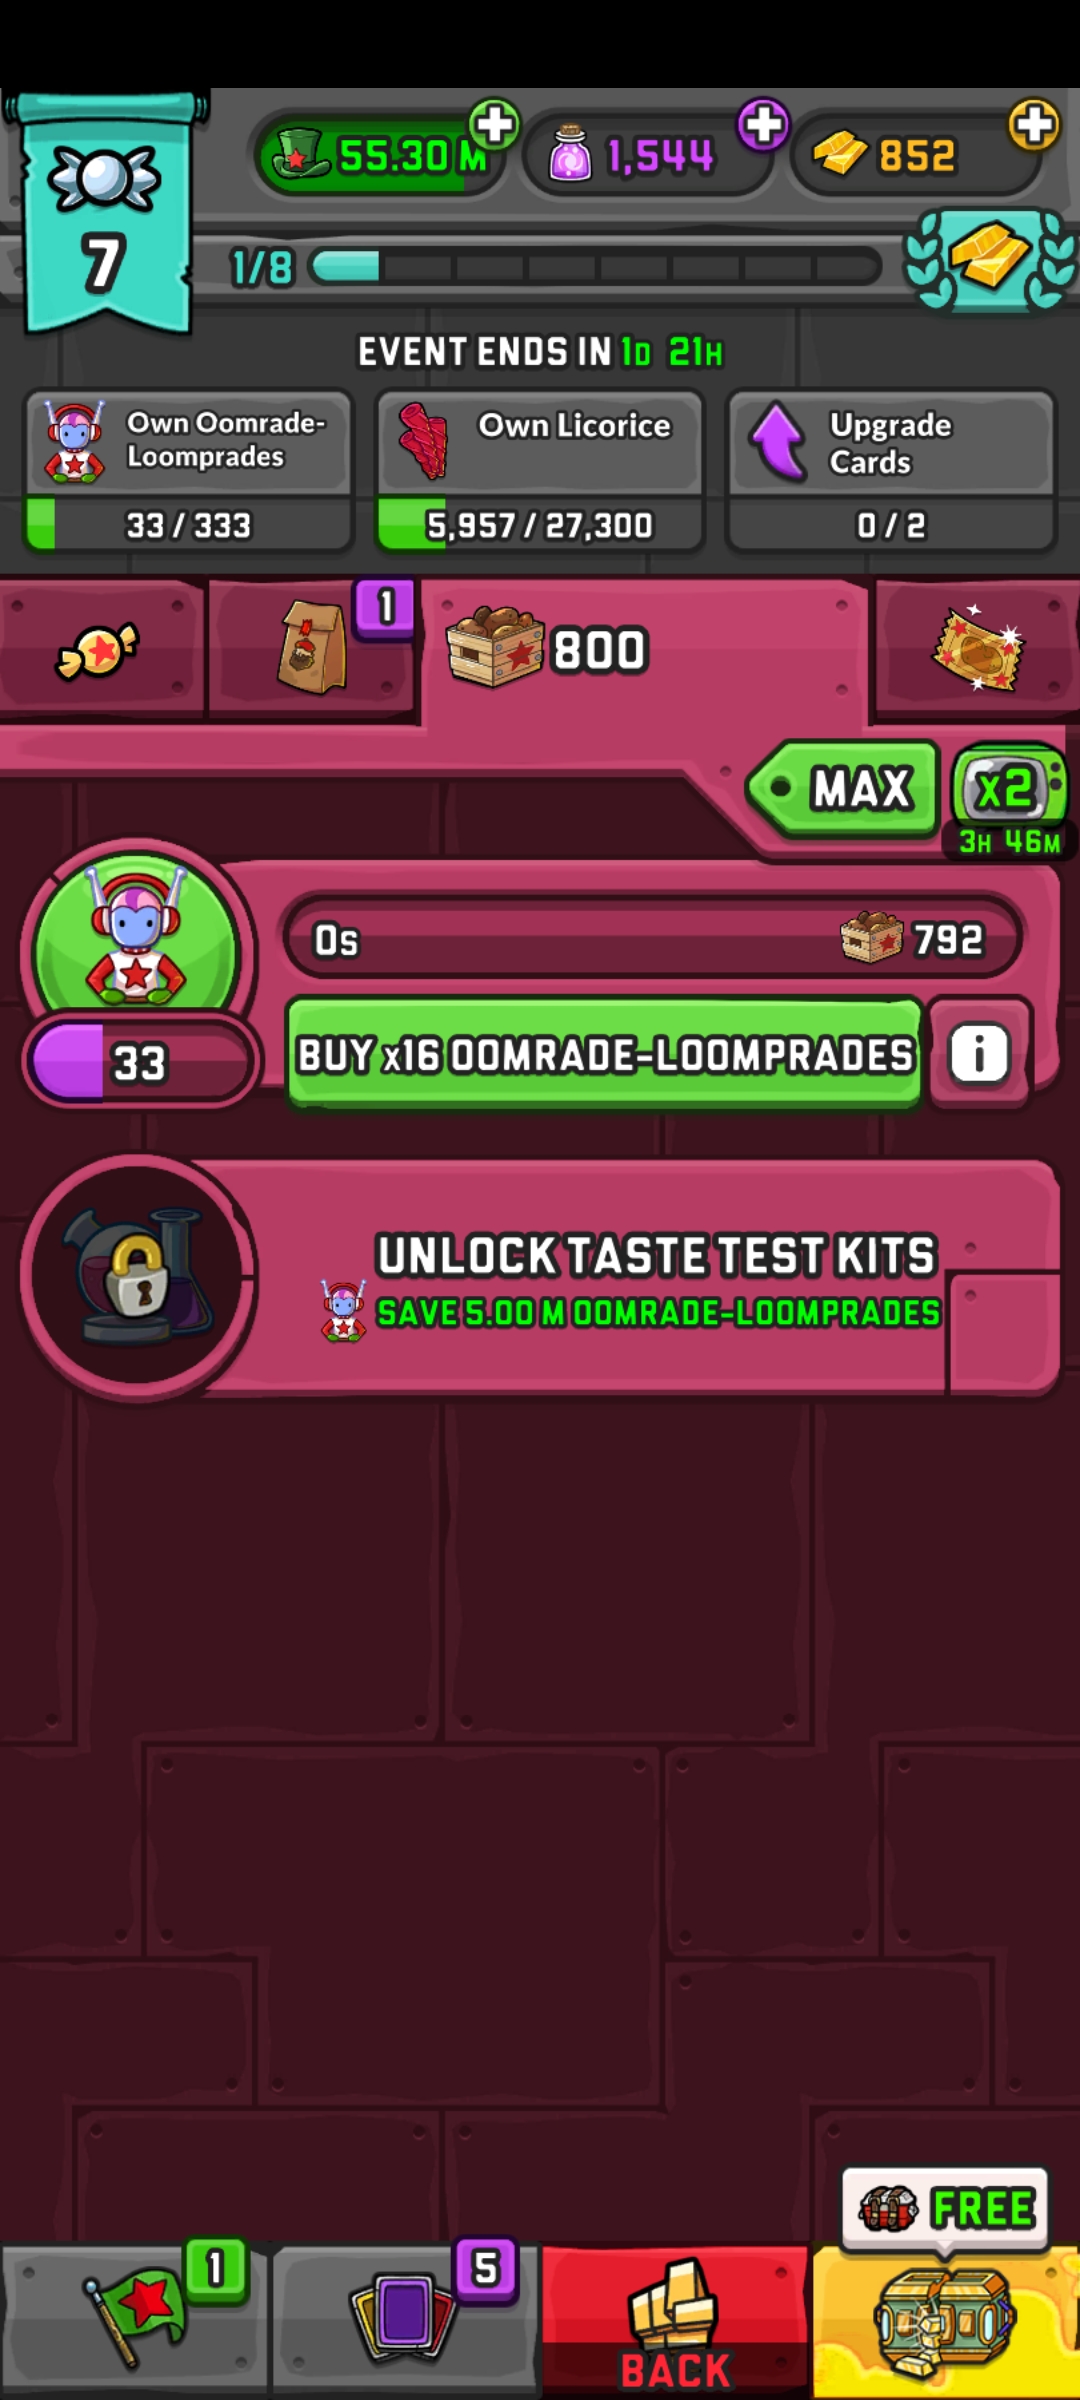 55.30 M
1,544
852
7
1/8
EVENT ENDS IN 1D 21H
Own Oomrade-
Loomprades
33 / 333
Own Licorice
5,957 / 27,300
Upgrade
Cards
0 / 2
1
800
MAX
x2
3H 46M
0s
792
33
BUY x16 OOMRADE-LOOMPRADES
i
UNLOCK TASTE TEST KITS
SAVE 5.00 M OOMRADE-LOOMPRADES
FREE
1
5
BACK